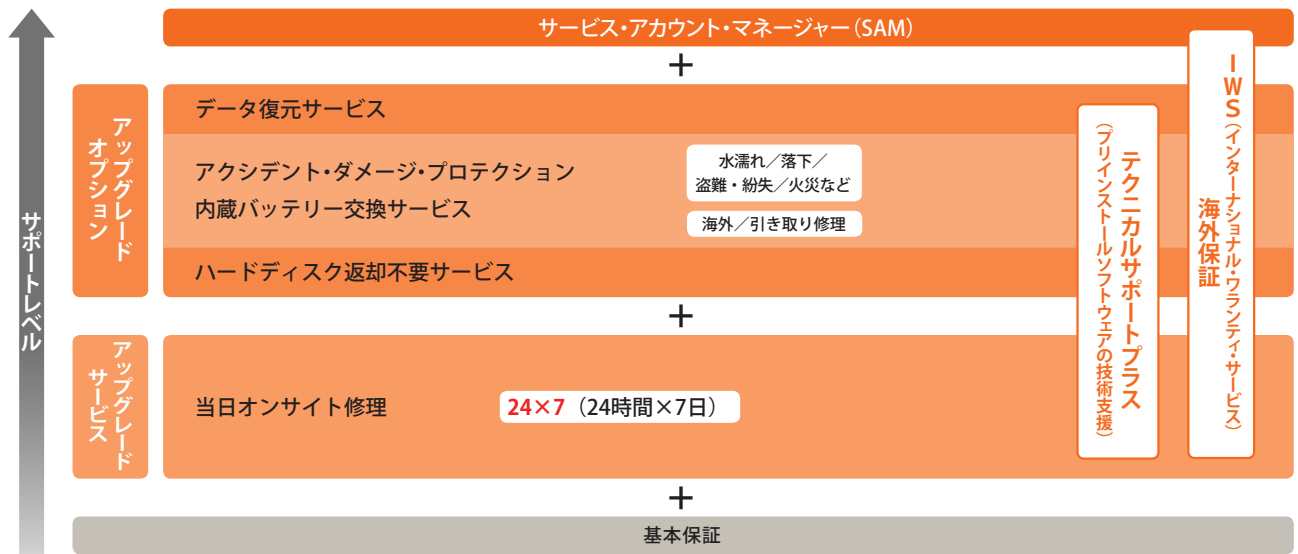 サポートレベル
サービス・アカウント・マネージャー（SAM）
＋
アップグレード
オプション
データ復元サービス
アクシデント・ダメージ・プロテクション
内蔵バッテリー交換サービス
水濡れ／落下／
盗難・紛失／火災など
海外／引き取り修理
ハードディスク返却不要サービス
＋
アップグレード
サービス
当日オンサイト修理
24×7（24時間×7日）
テクニカルサポートプラス
（プリインストールソフトウェアの技術支援）
IWS（インターナショナル・ワランティ・サービス）
海外保証
＋
基本保証